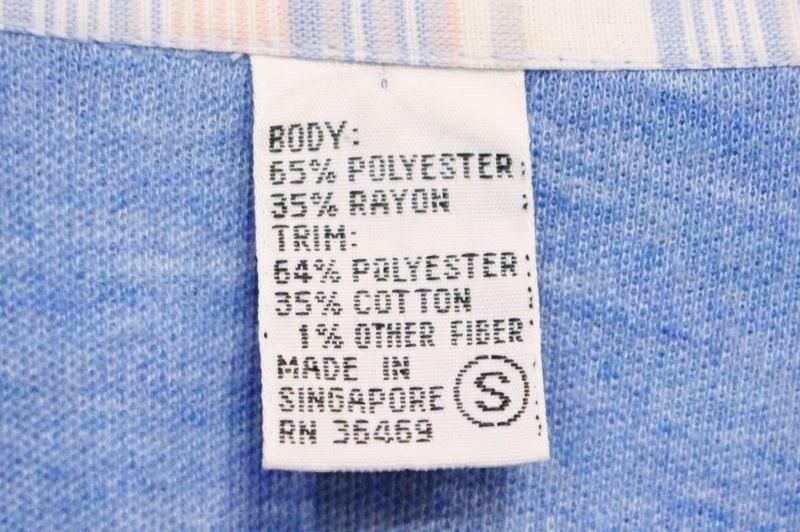 BODY:
65% POLYESTER
35% RAYON
TRIM:
64% POLYESTER
35% COTTON
1% OTHER FIBER
MADE IN
SINGAPORE
S
RN 36469